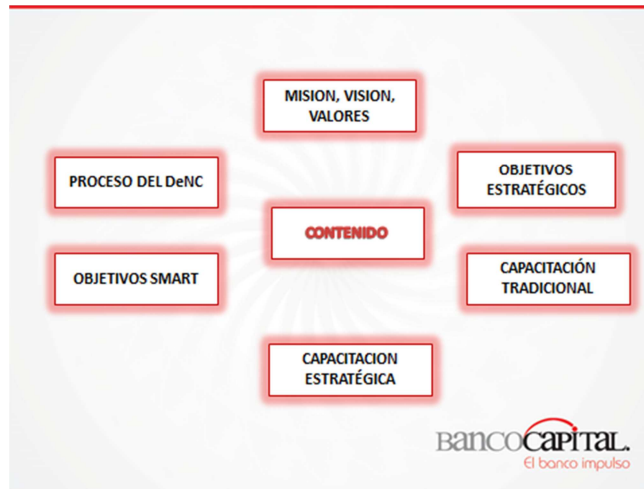 MISION, VISION,
VALORES
PROCESO DEL DeNC
OBJETIVOS
ESTRATÉGICOS
CONTENIDO
OBJETIVOS SMART
CAPACITACIÓN
TRADICIONAL
CAPACITACION
ESTRATÉGICA
BANCOCAPITAL.
El banco impulso